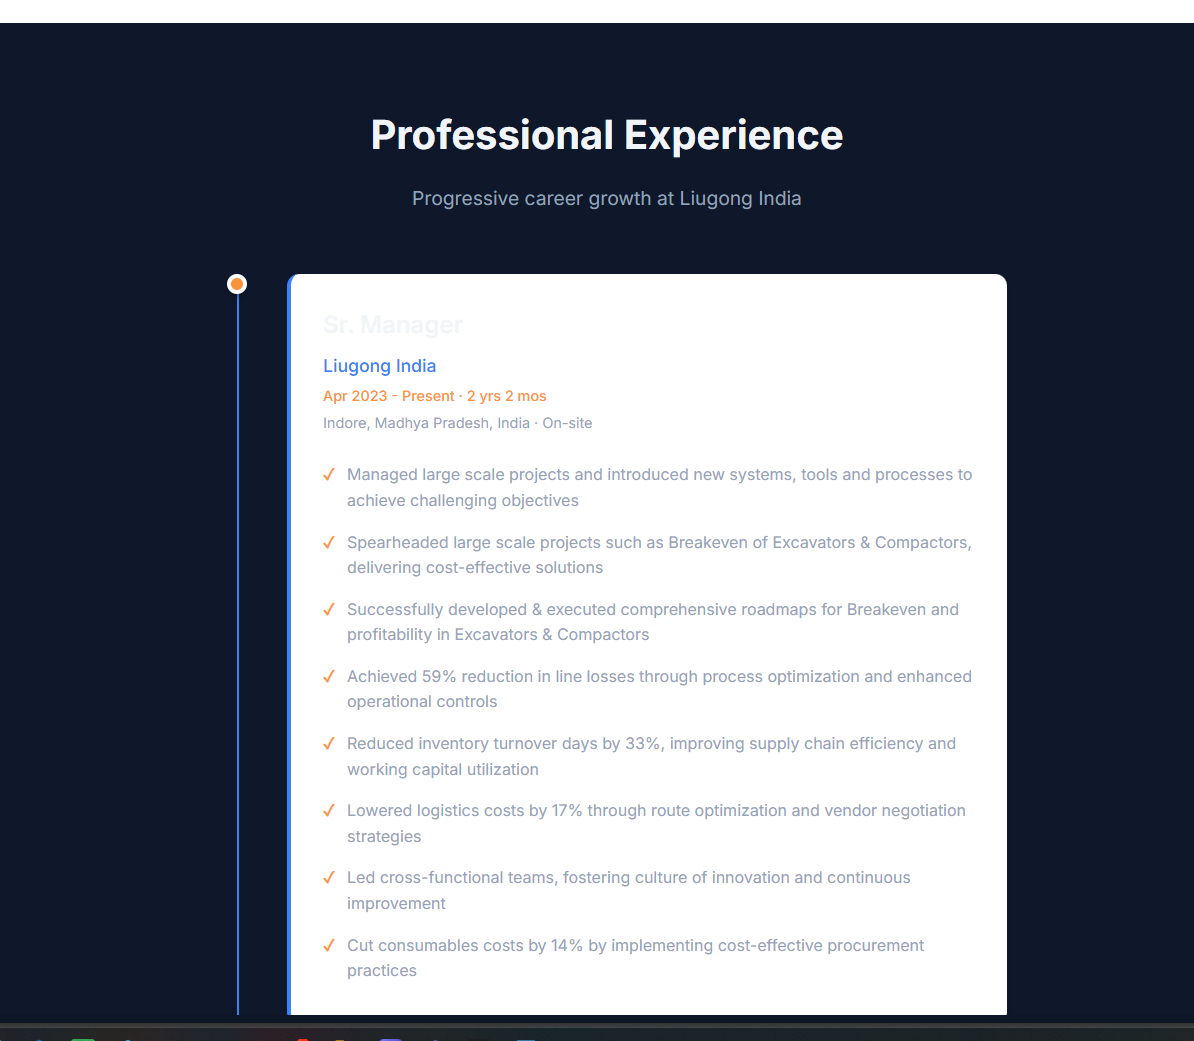 Professional Experience
Progressive career growth at Liugong India
Sr. Manager
Liugong India
Apr 2023 - Present · 2 yrs 2 mos
Indore, Madhya Pradesh, India · On-site
✓ Managed large scale projects and introduced new systems, tools and processes to
achieve challenging objectives
✓ Spearheaded large scale projects such as Breakeven of Excavators & Compactors,
delivering cost-effective solutions
✓ Successfully developed & executed comprehensive roadmaps for Breakeven and
profitability in Excavators & Compactors
✓ Achieved 59% reduction in line losses through process optimization and enhanced
operational controls
✓ Reduced inventory turnover days by 33%, improving supply chain efficiency and
working capital utilization
✓ Lowered logistics costs by 17% through route optimization and vendor negotiation
strategies
✓ Led cross-functional teams, fostering culture of innovation and continuous
improvement
✓ Cut consumables costs by 14% by implementing cost-effective procurement
practices